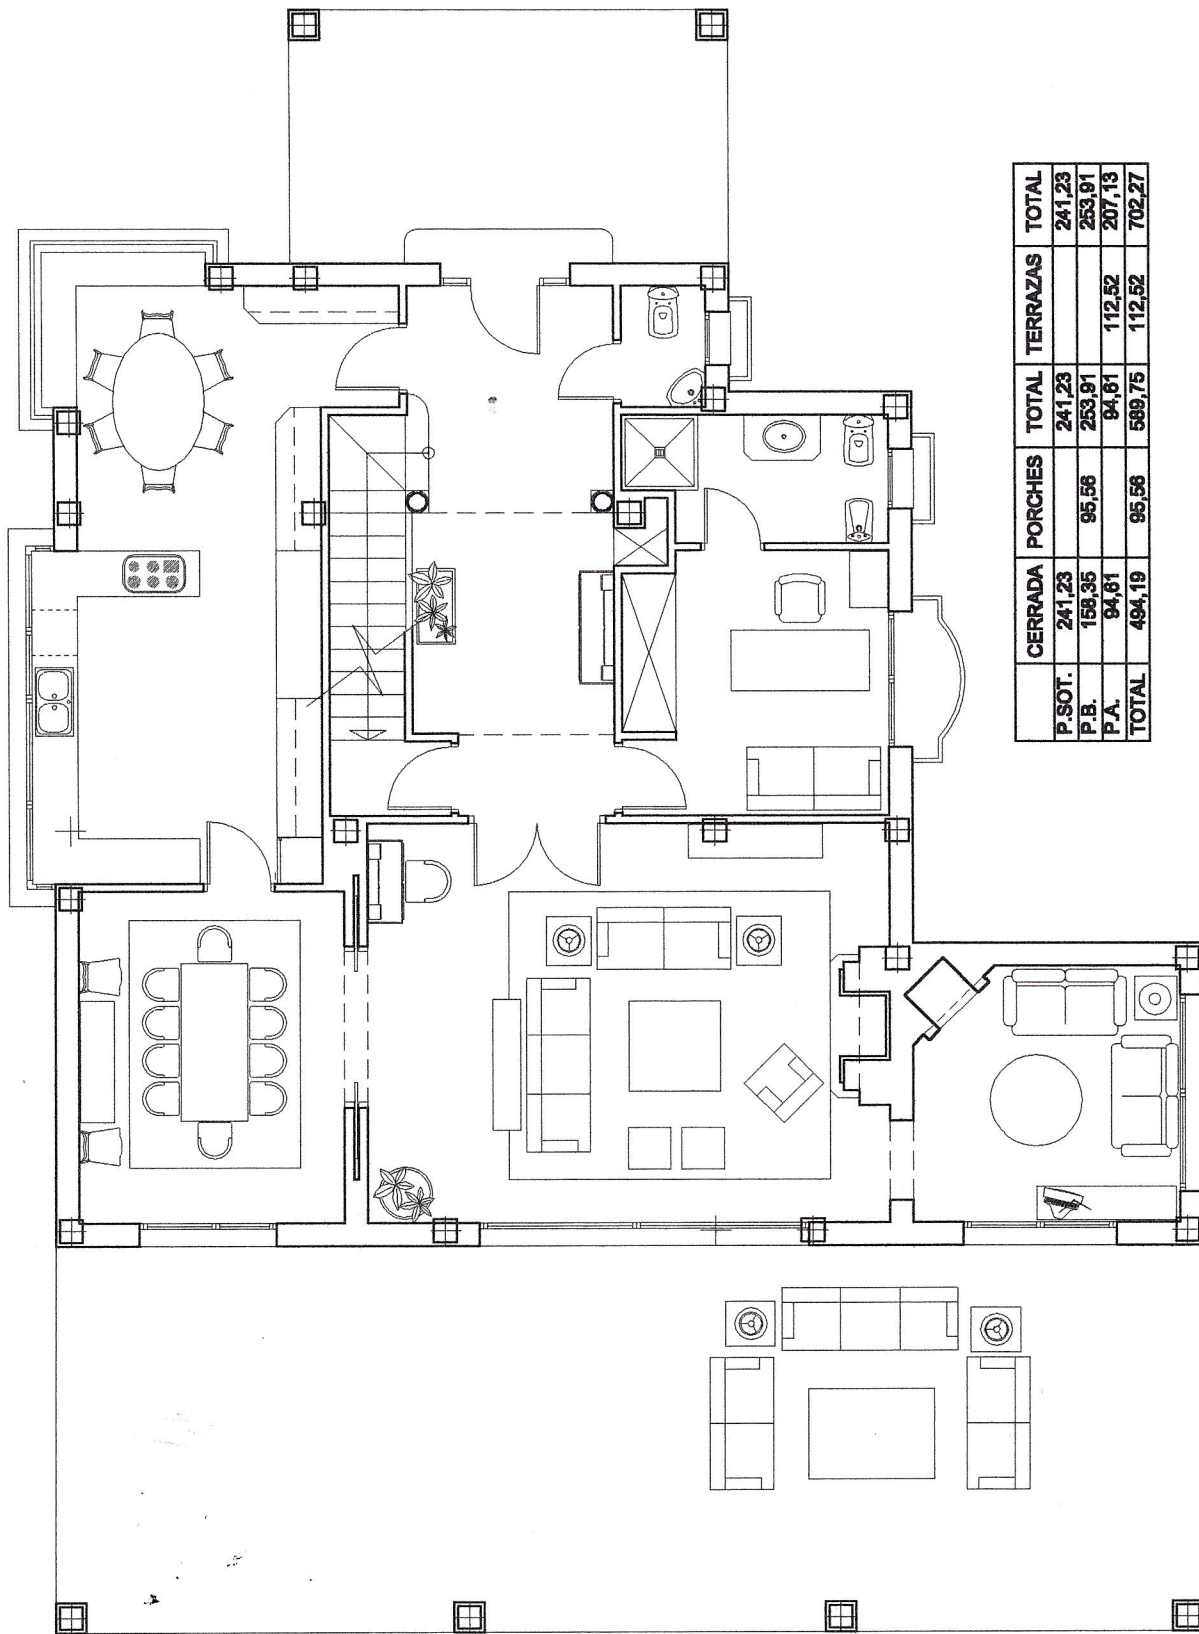 CERRADA PORCHES TOTAL TERRAZAS TOTAL
P.SOT. 241,23 241,23 241,23
P.B. 158,35 95,56 253,91 253,91
P.A. 94,61 94,61 112,52 207,13
TOTAL 494,19 95,56 589,75 112,52 702,27